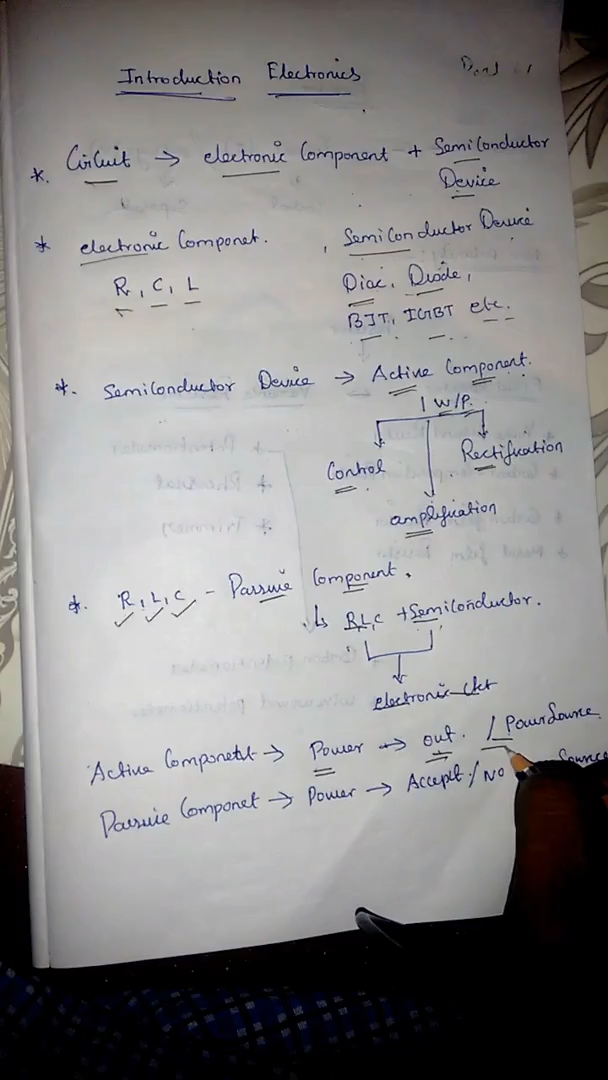 Introduction Electronics
*. Circuit → electronic Component + Semiconductor
Device
* electronic Componet. , Semiconductor Device
R, C, L
Diac, Diode,
BJT, IGBT etc.
*. Semiconductor Device → Active Component.
W/P.
Control
Rectification
amplification
*. R, L, C - Passive Component.
↳ RLC + Semiconductor.
electronic ckt
Active Component → Power → out. / Power Source
Passive Componet → Power → Accept / No Source